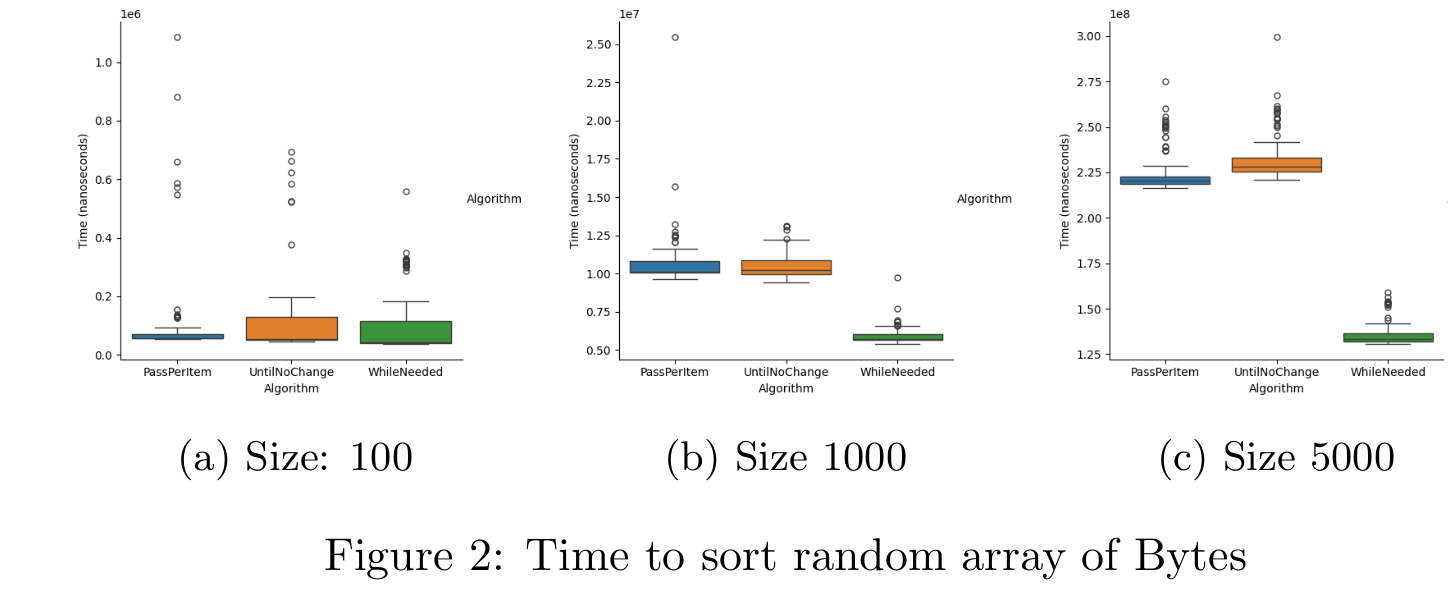 1e6
1.0
0.8
0.6
0.4
0.2
0.0
Time (nanoseconds)
PassPerItem UntilNoChange WhileNeeded
Algorithm
Algorithm
(a) Size: 100
1e7
2.50
2.25
2.00
1.75
1.50
1.25
1.00
0.75
0.50
Time (nanoseconds)
PassPerItem UntilNoChange WhileNeeded
Algorithm
Algorithm
(b) Size 1000
1e8
3.00
2.75
2.50
2.25
2.00
1.75
1.50
1.25
Time (nanoseconds)
PassPerItem UntilNoChange WhileNeeded
Algorithm
(c) Size 5000
Figure 2: Time to sort random array of Bytes